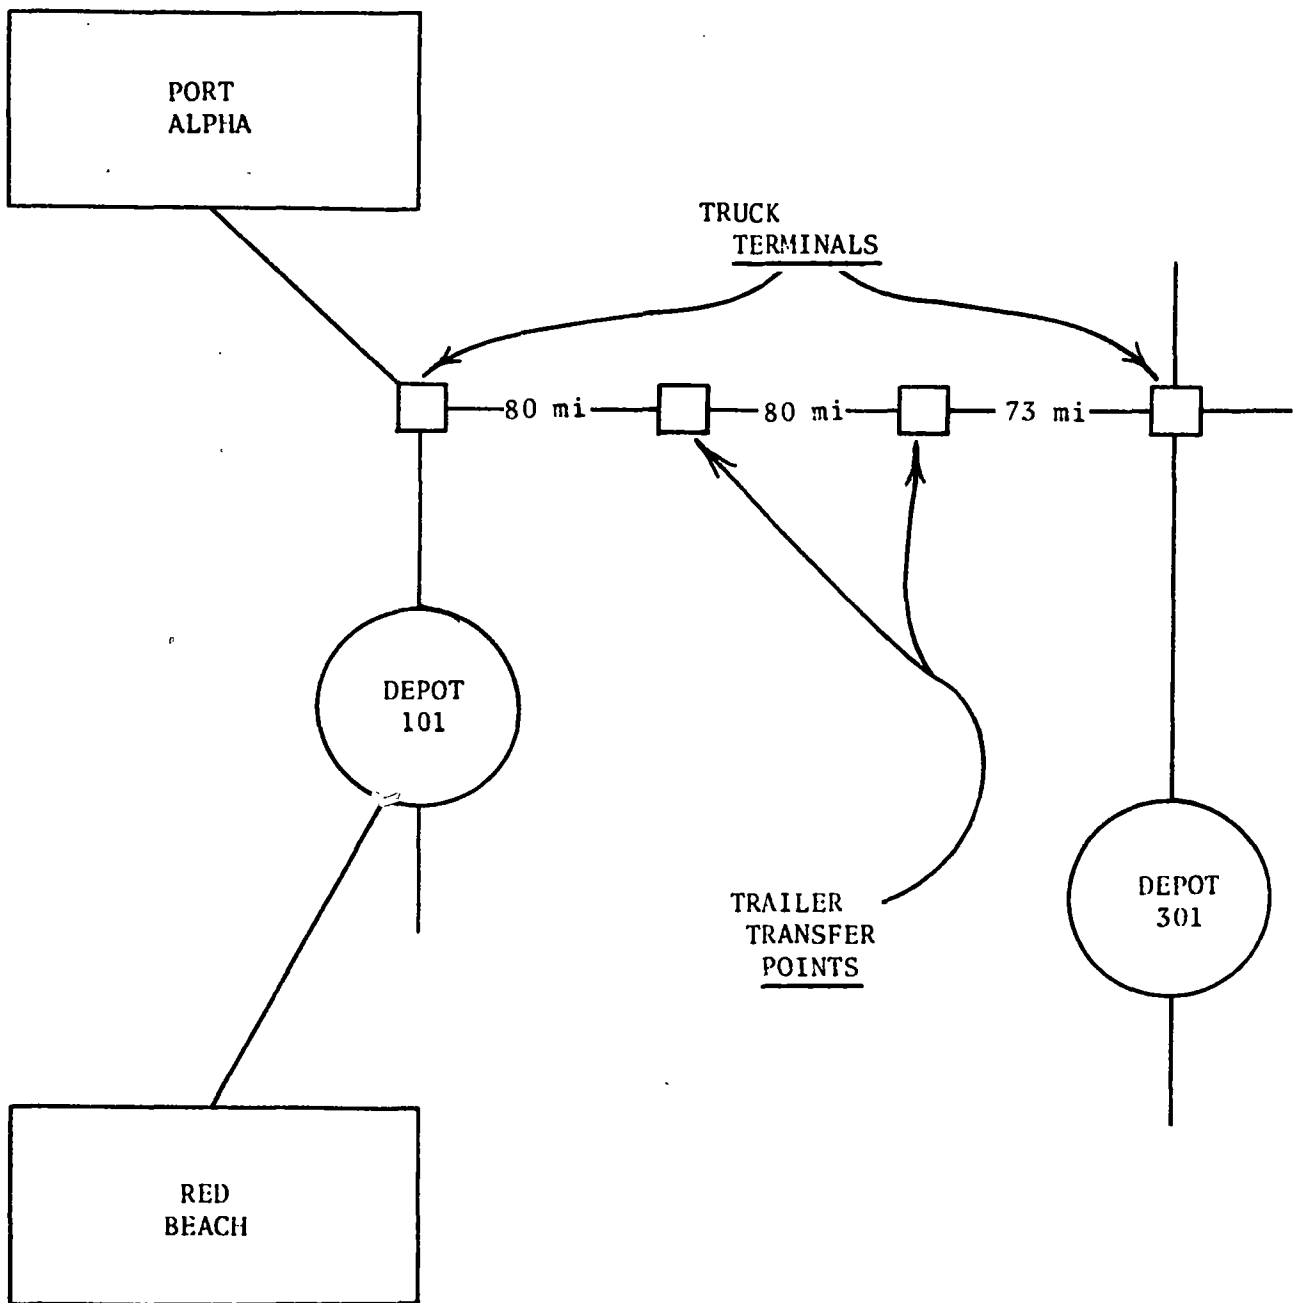 PORT
ALPHA
TRUCK
TERMINALS
80 mi
80 mi
73 mi
DEPOT
101
DEPOT
301
TRAILER
TRANSFER
POINTS
RED
BEACH